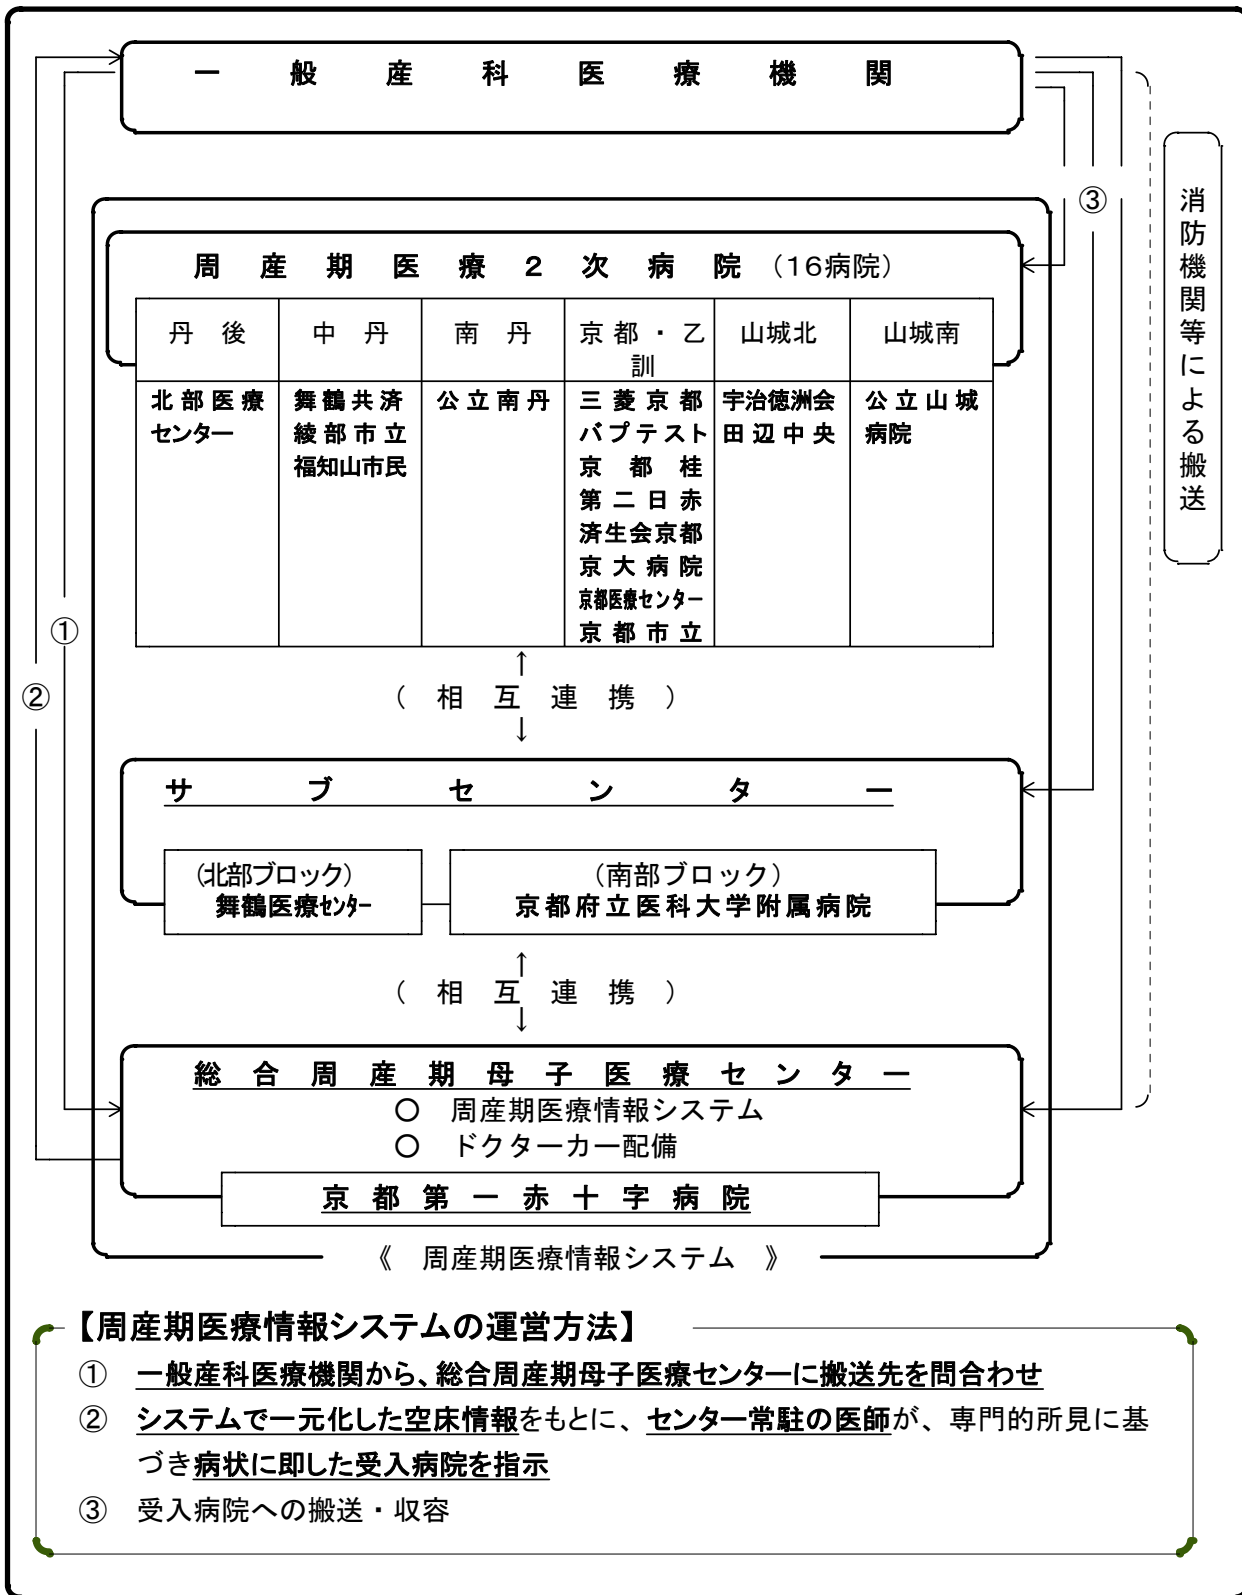 一般産科医療機関
周産期医療２次病院（16病院）
丹後
中丹
南丹
京都・乙
訓
山城北
山城南
北部医療
センター
舞鶴共済
綾部市立
福知山市民
公立南丹
三菱京都
バプテスト
京都桂
第二日赤
済生会京都
京大病院
京都医療センター
京都市立
宇治徳洲会
田辺中央
公立山城
病院
↑
（相互連携）
↓
サブセンター
（北部ブロック）
舞鶴医療センター
（南部ブロック）
京都府立医科大学附属病院
↑
（相互連携）
↓
総合周産期母子医療センター
○ 周産期医療情報システム
○ ドクターカー配備
京都第一赤十字病院
《 周産期医療情報システム 》
①
②
③
消防機関等による搬送
【周産期医療情報システムの運営方法】
① 一般産科医療機関から、総合周産期母子医療センターに搬送先を問合わせ
② システムで一元化した空床情報をもとに、センター常駐の医師が、専門的所見に基
づき病状に即した受入病院を指示
③ 受入病院への搬送・収容